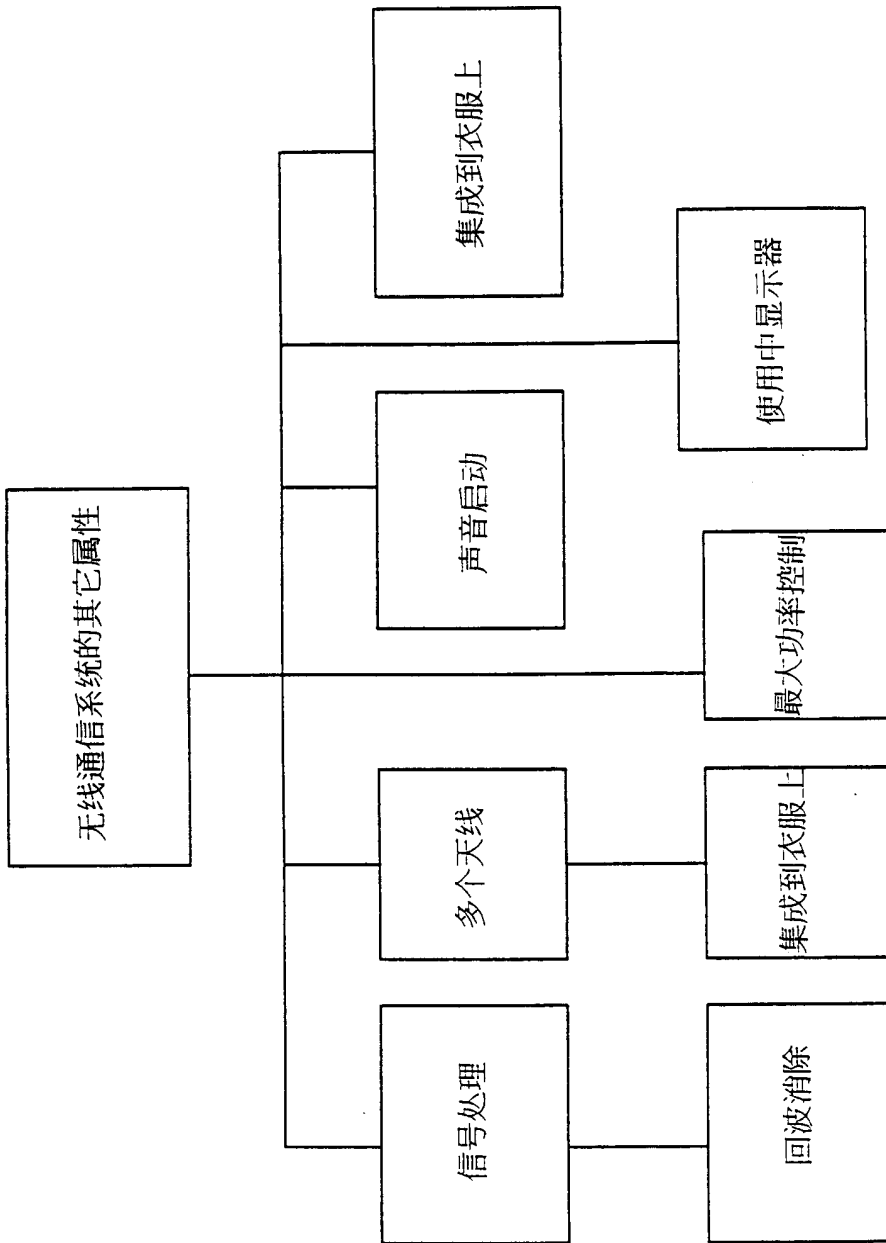 无线通信系统的其它属性
信号处理
多个天线
声音启动
集成到衣服上
回波消除
集成到衣服上
最大功率控制
使用中显示器